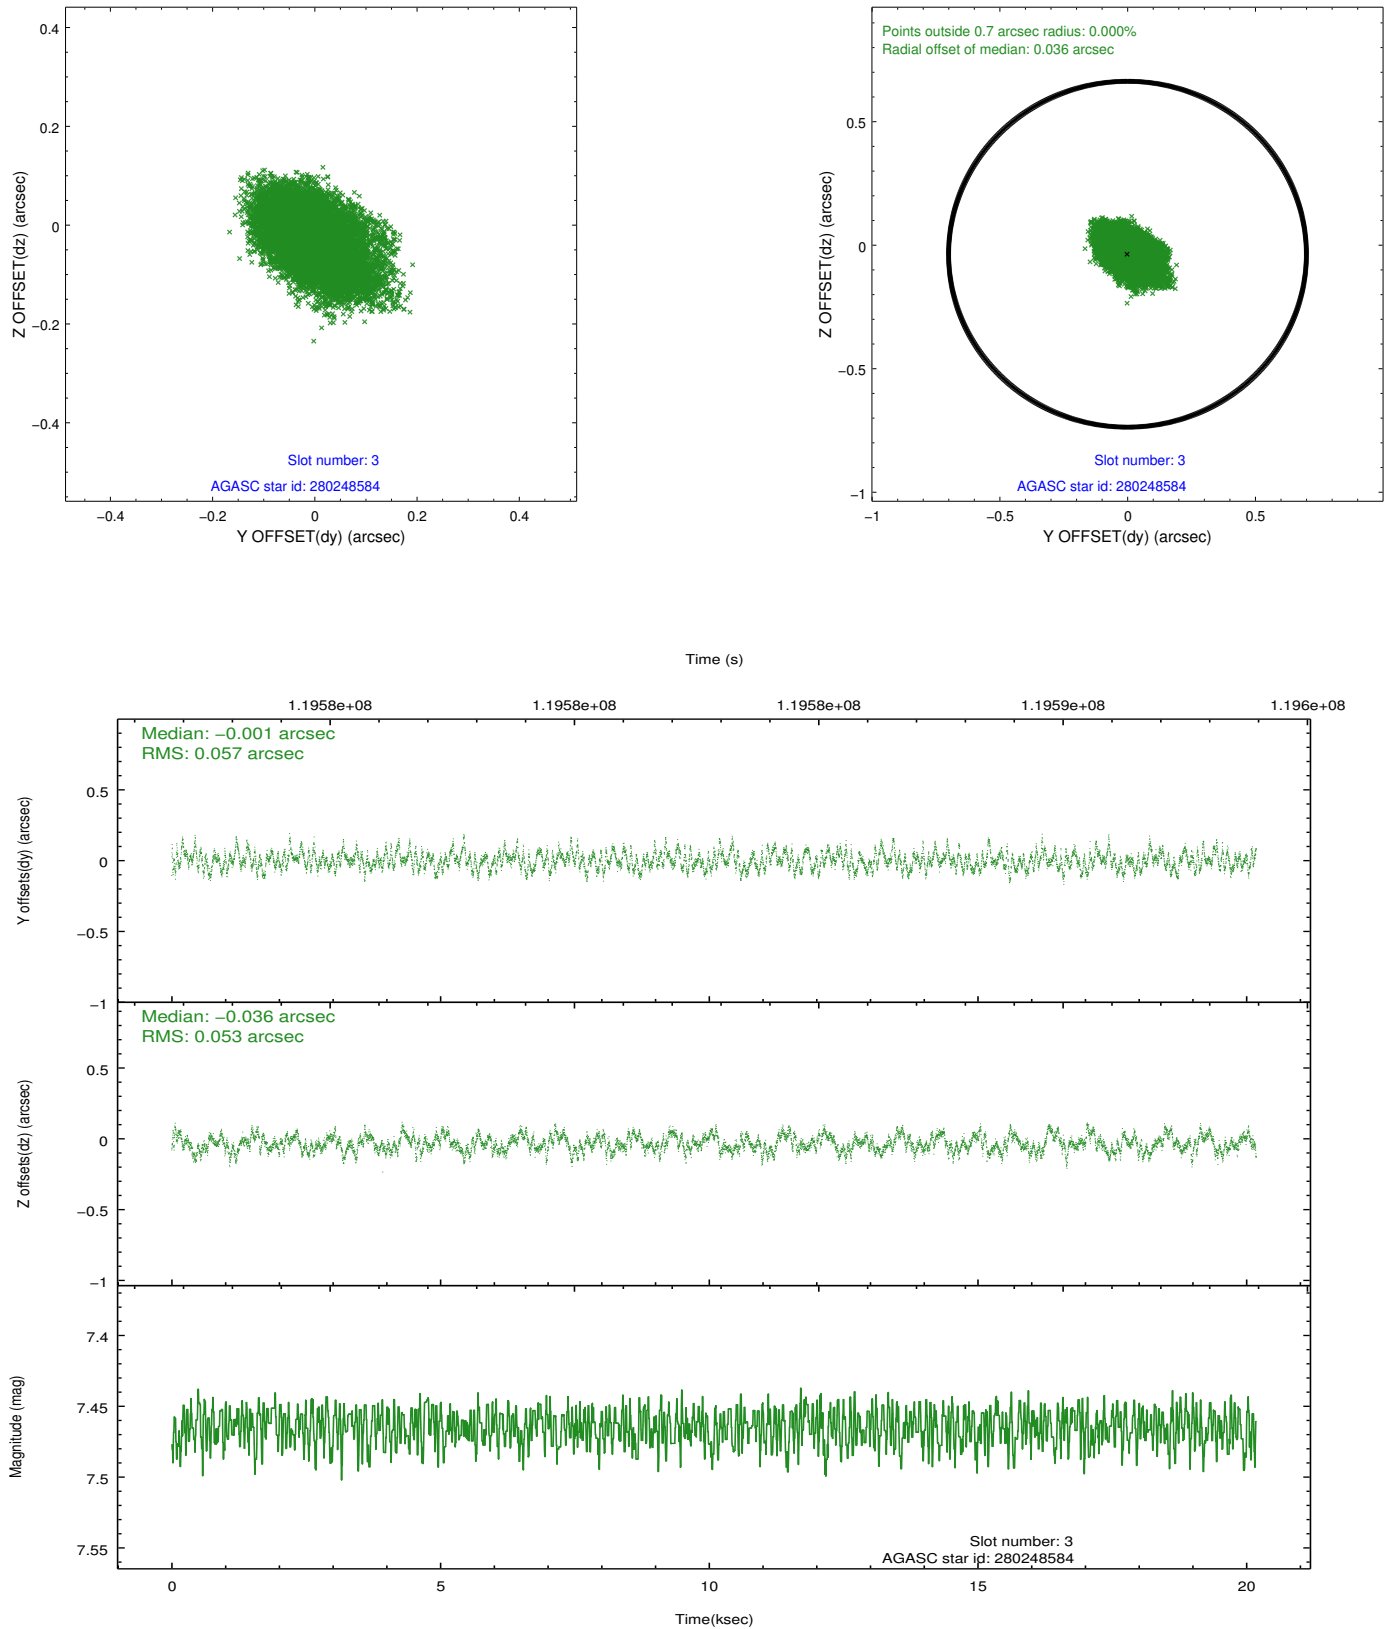 0.4
0.2
0
−0.2
−0.4
Z OFFSET(dz) (arcsec)
Slot number: 3
AGASC star id: 280248584
−0.4 −0.2 0 0.2 0.4
Y OFFSET(dy) (arcsec)
Points outside 0.7 arcsec radius: 0.000%
Radial offset of median: 0.036 arcsec
0.5
0
−0.5
−1
Z OFFSET(dz) (arcsec)
Slot number: 3
AGASC star id: 280248584
−1 −0.5 0 0.5
Y OFFSET(dy) (arcsec)
Time (s)
1.1958e+08 1.1958e+08 1.1958e+08 1.1959e+08 1.196e+08
Median: −0.001 arcsec
RMS: 0.057 arcsec
0.5
0
−0.5
−1
Y offsets(dy) (arcsec)
Median: −0.036 arcsec
RMS: 0.053 arcsec
0.5
0
−0.5
−1
Z offsets(dz) (arcsec)
7.4
7.45
7.5
7.55
Magnitude (mag)
Slot number: 3
AGASC star id: 280248584
0 5 10 15 20
Time(ksec)